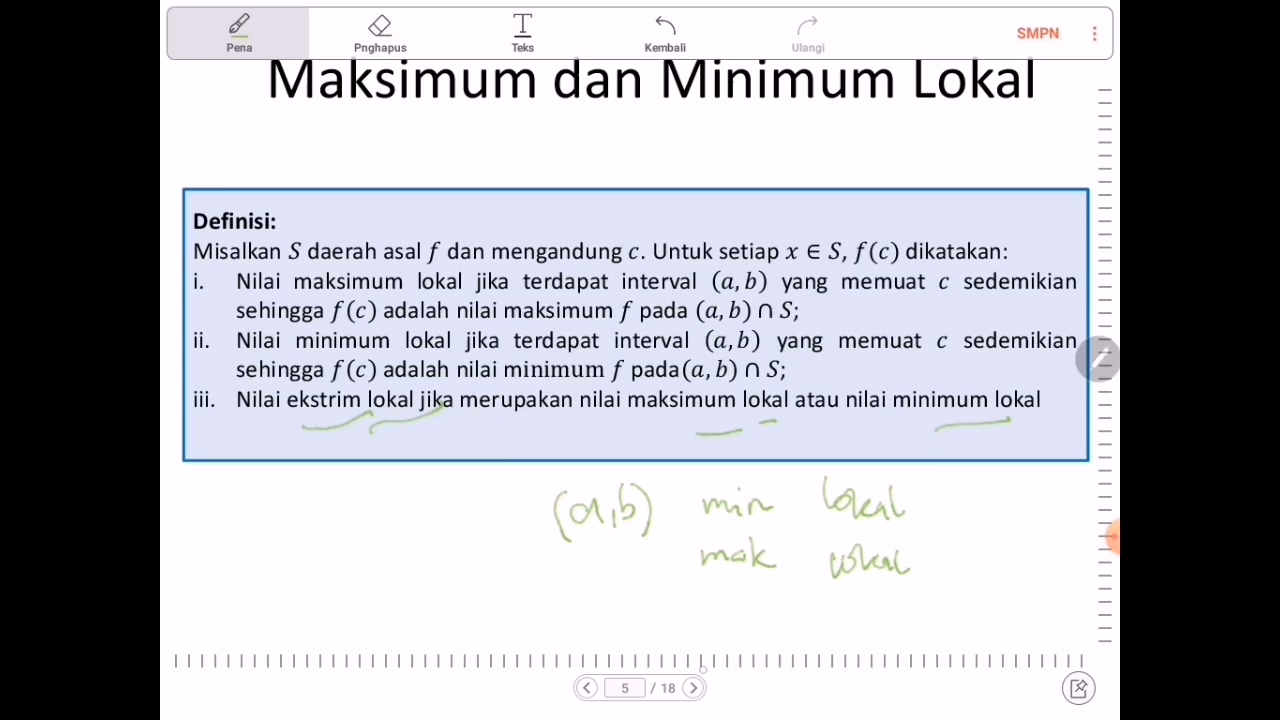 Pena Pnghapus Teks Kembali Ulangi SMPN
Maksimum dan Minimum Lokal
Definisi:
Misalkan S daerah asal f dan mengandung c. Untuk setiap x ∈ S, f(c) dikatakan:
i. Nilai maksimum lokal jika terdapat interval (a, b) yang memuat c sedemikian
sehingga f(c) adalah nilai maksimum f pada (a, b) ∩ S;
ii. Nilai minimum lokal jika terdapat interval (a, b) yang memuat c sedemikian
sehingga f(c) adalah nilai minimum f pada(a, b) ∩ S;
iii. Nilai ekstrim lokal jika merupakan nilai maksimum lokal atau nilai minimum lokal
(a,b) min lokal
mak lokal
5 / 18